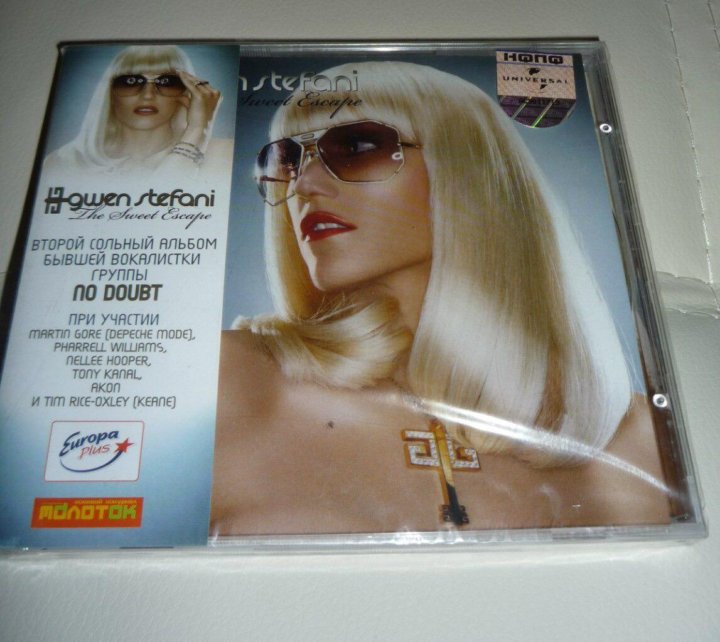 gwen stefani
The Sweet Escape
ВТОРОЙ СОЛЬНЫЙ АЛЬБОМ
БЫВШЕЙ ВОКАЛИСТКИ
ГРУППЫ
NO DOUBT
ПРИ УЧАСТИИ
MARTIN GORE (DEPECHE MODE),
PHARRELL WILLIAMS,
NELLEE HOOPER,
TONY KANAL,
AKON
И TIM RICE-OXLEY (KEANE)
Europa
plus
МОЛОТОК
n stefani
Sweet Escape
UNIVERSAL